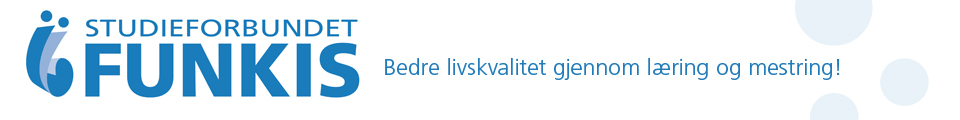 STUDIEFORBUNDET
FUNKIS
Bedre livskvalitet gjennom læring og mestring!